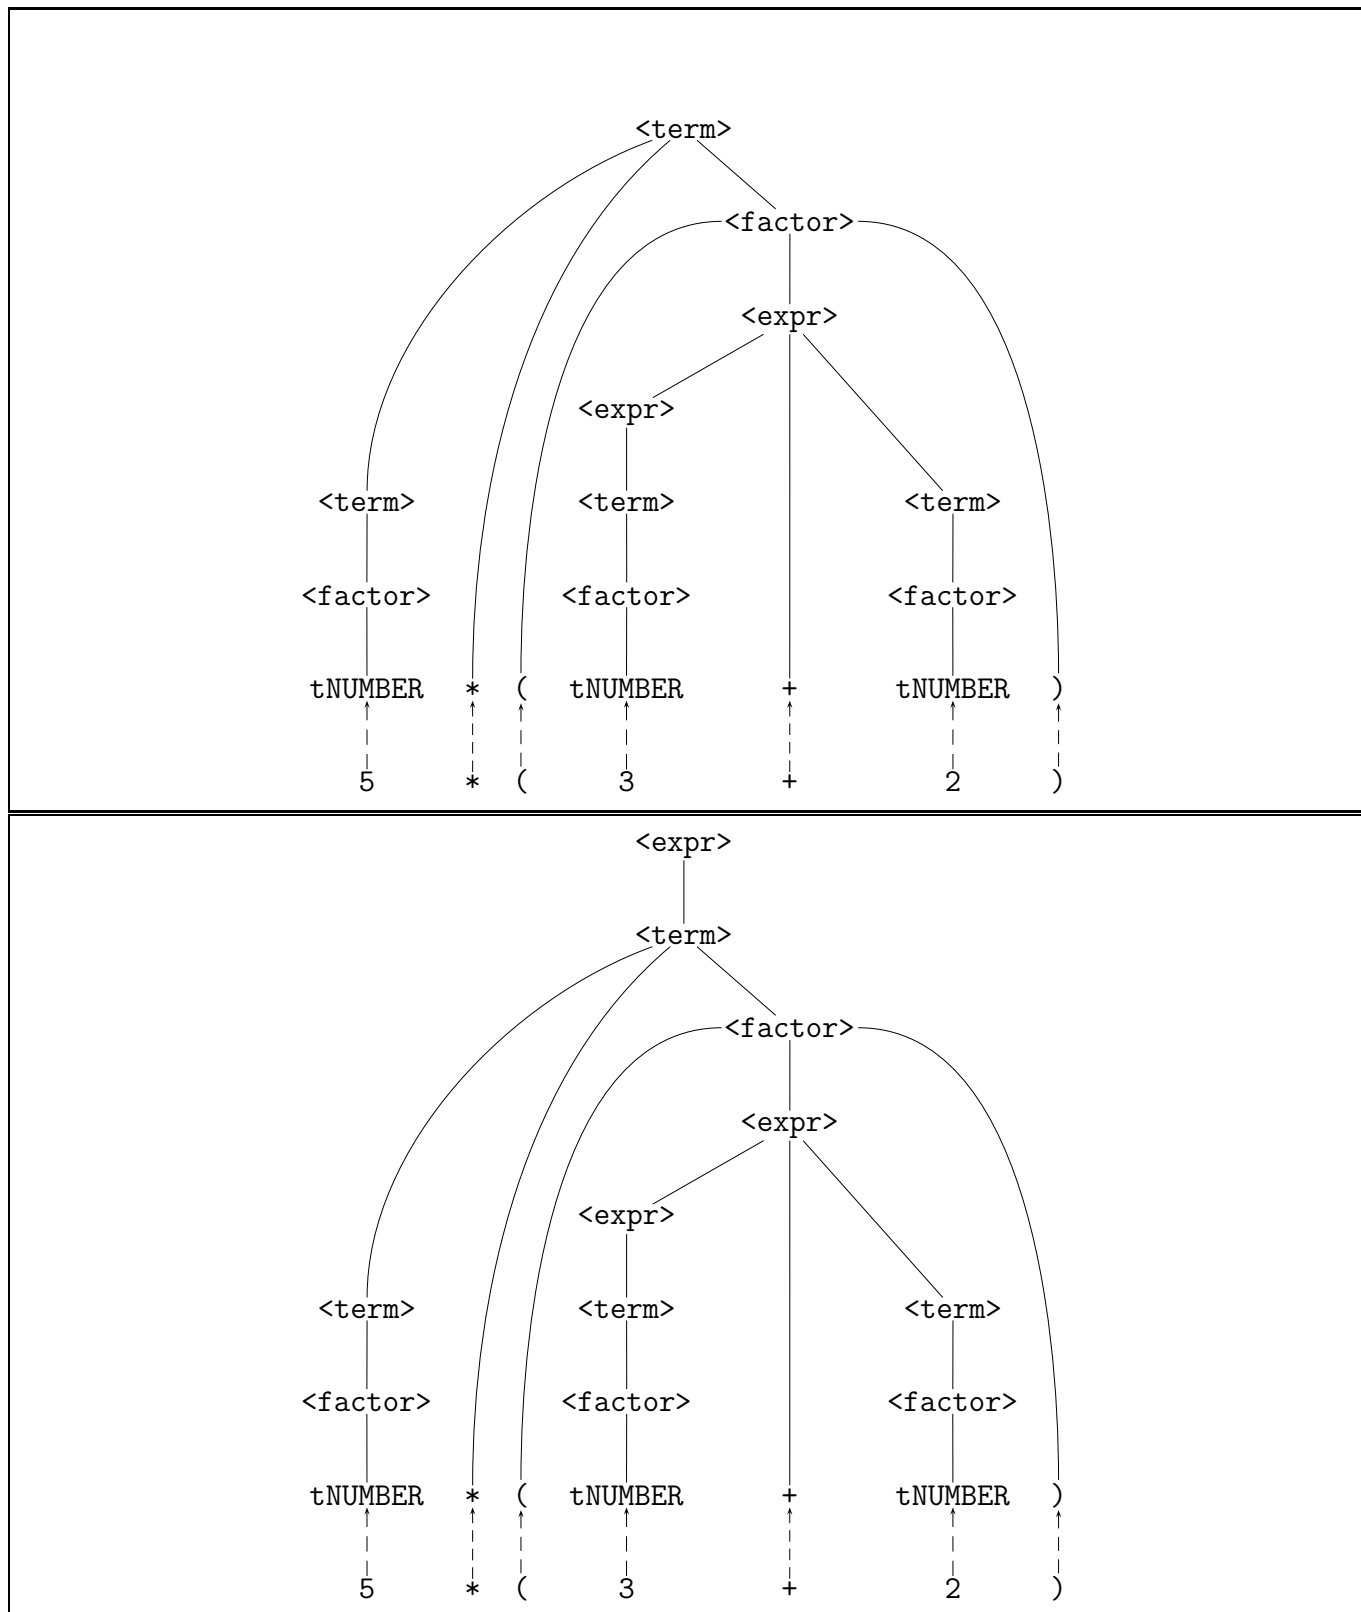 <term>
<factor>
<expr>
<expr>
<term> <term> <term>
<factor> <factor> <factor>
tNUMBER * ( tNUMBER + tNUMBER )
5 * ( 3 + 2 )
<expr>
<term>
<factor>
<expr>
<expr>
<term> <term> <term>
<factor> <factor> <factor>
tNUMBER * ( tNUMBER + tNUMBER )
5 * ( 3 + 2 )